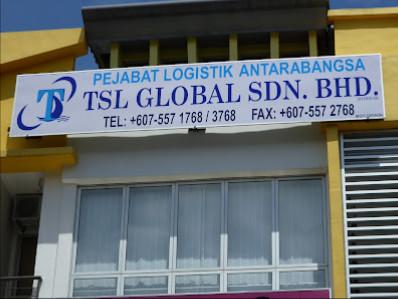 PEJABAT LOGISTIK ANTARABANGSA
TSL GLOBAL SDN. BHD.
TEL: +607-557 1768 / 3768 FAX: +607-557 2768